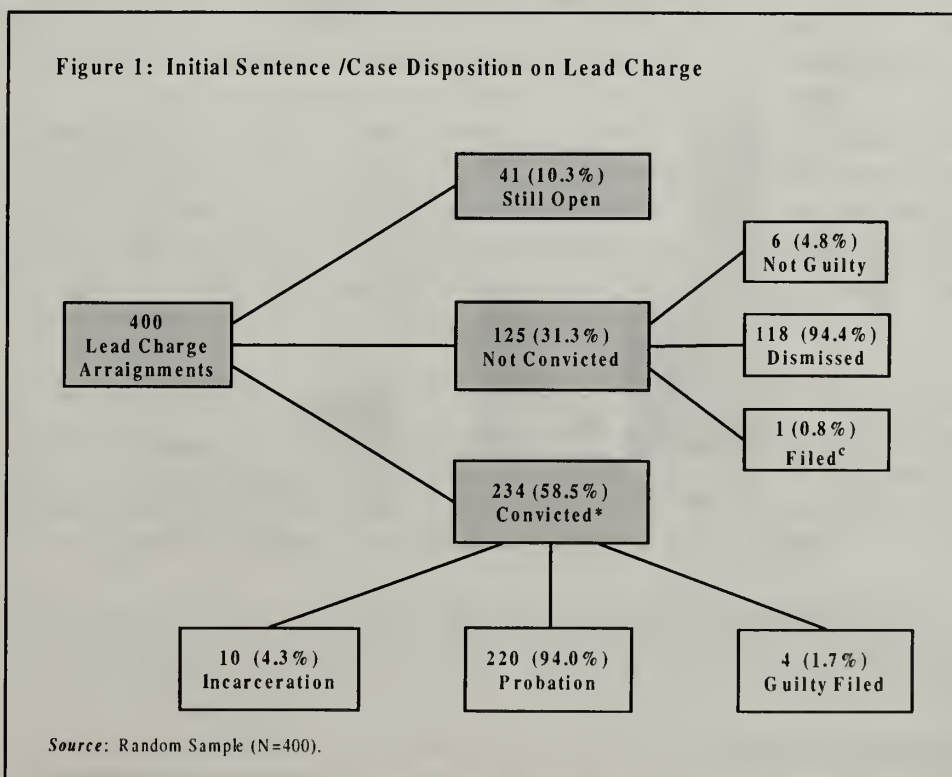 Figure 1: Initial Sentence /Case Disposition on Lead Charge
41 (10.3%)
Still Open
6 (4.8%)
Not Guilty
400
Lead Charge
Arraignments
125 (31.3%)
Not Convicted
118 (94.4%)
Dismissed
1 (0.8%)
Filedᶜ
234 (58.5%)
Convicted*
10 (4.3%)
Incarceration
220 (94.0%)
Probation
4 (1.7%)
Guilty Filed
Source: Random Sample (N=400).